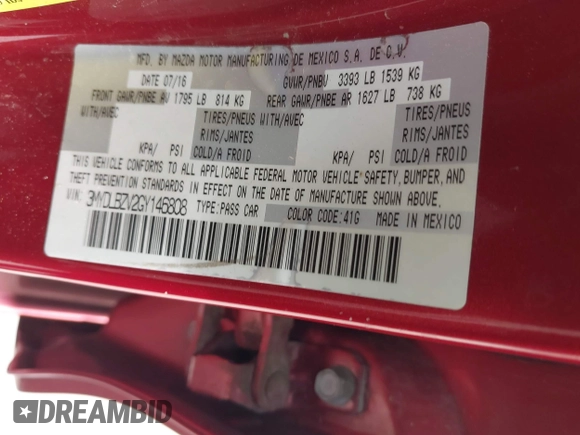 MFD. BY MAZDA MOTOR MANUFACTURING DE MEXICO S.A. DE C.V.
DATE 07/16 GVWR/PNBV 3393 LB 1539 KG
FRONT GAWR/PNBE AV 1795 LB 814 KG REAR GAWR/PNBE AR 1627 LB 738 KG
WITH/AVEC TIRES/PNEUS WITH/AVEC TIRES/PNEUS
RIMS/JANTES RIMS/JANTES
KPA/ PSI COLD/A FROID KPA/ PSI COLD/A FROID
THIS VEHICLE CONFORMS TO ALL APPLICABLE FEDERAL MOTOR VEHICLE SAFETY, BUMPER, AND
THEFT PREVENTION STANDARDS IN EFFECT ON THE DATE OF MANUFACTURE SHOWN ABOVE.
VIN: 3MYDLBZV2GY146808 TYPE: PASS CAR COLOR CODE: 41G MADE IN MEXICO
DREAMBID